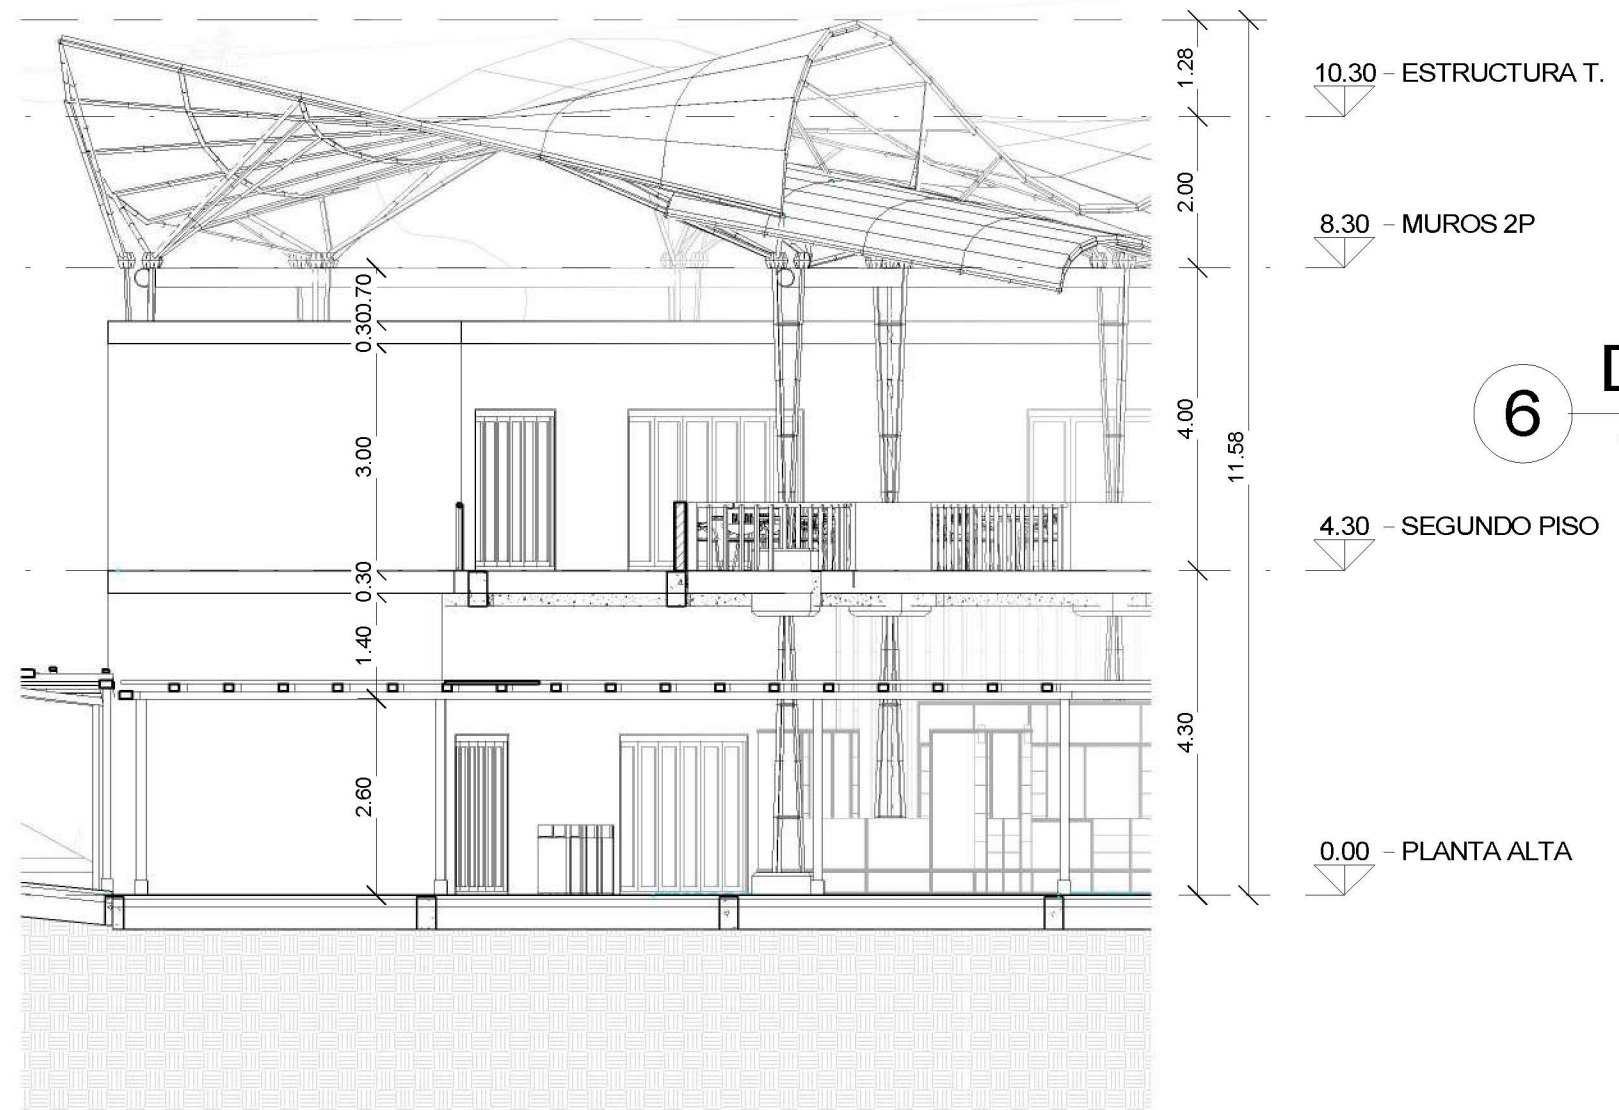 1.28
10.30 – ESTRUCTURA T.
2.00
8.30 – MUROS 2P
0.70
0.30
D
6
4.00
3.00
11.58
4.30 – SEGUNDO PISO
0.30
1.40
4.30
2.60
0.00 – PLANTA ALTA